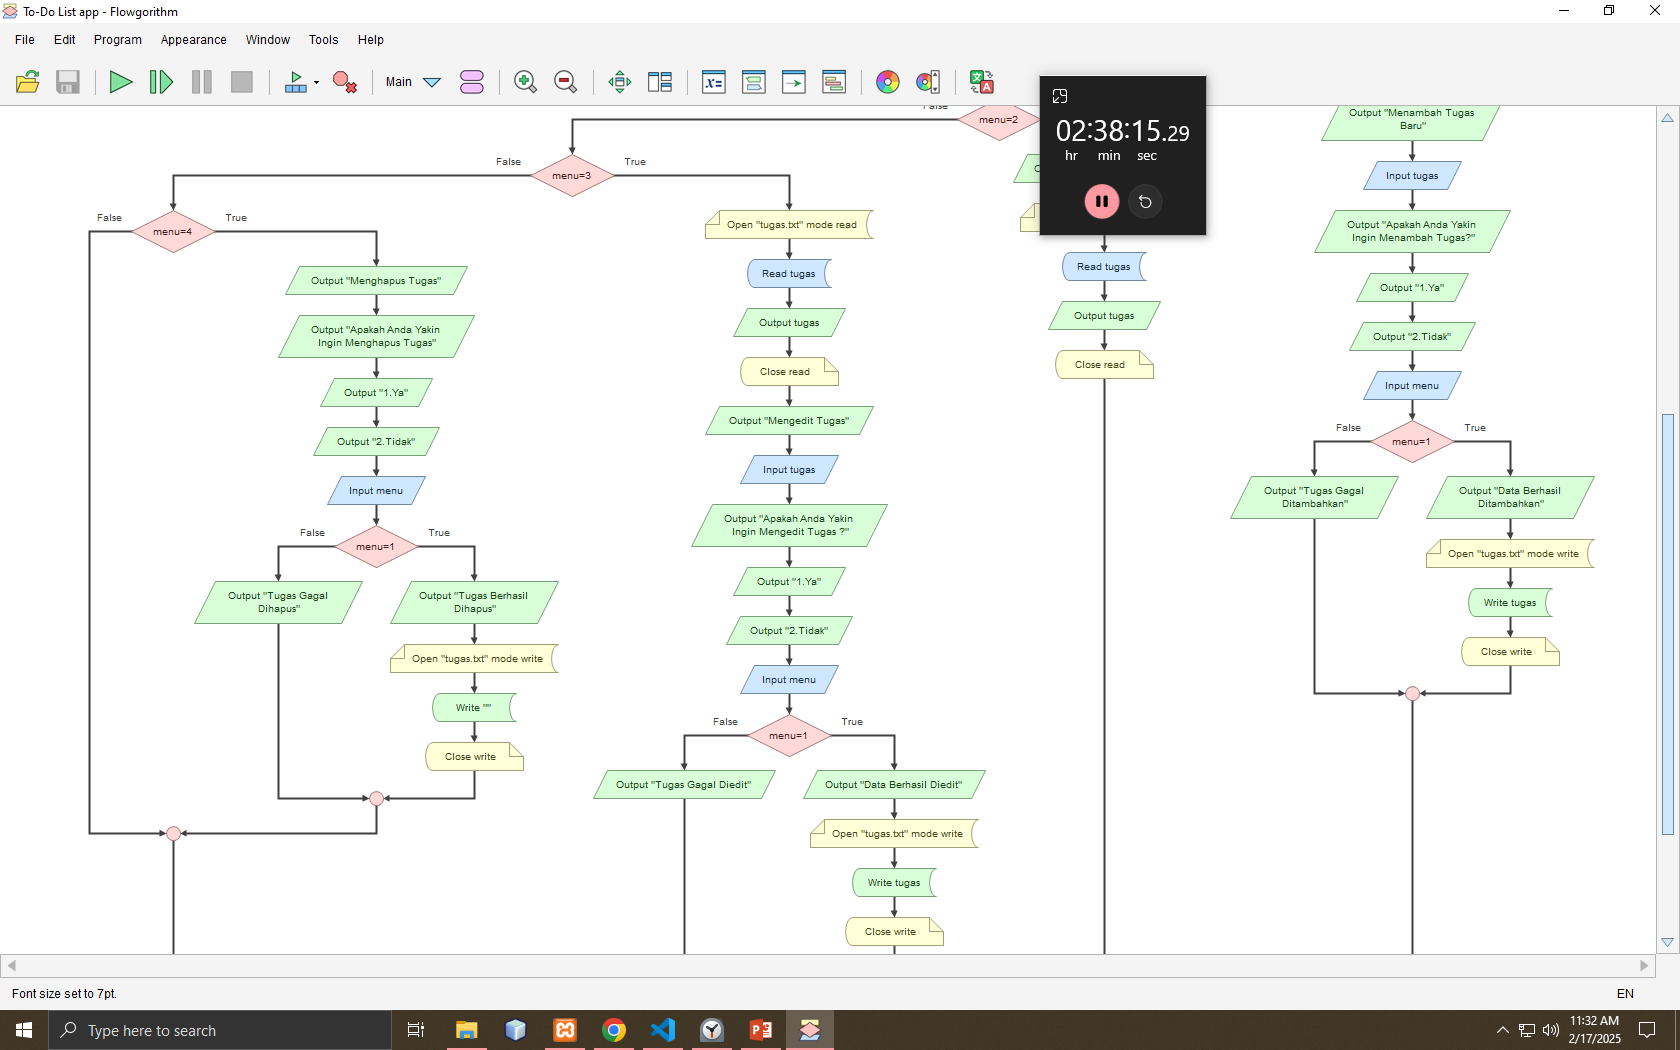 To-Do List app - Flowgorithm
File Edit Program Appearance Window Tools Help
Main
02:38:15.29
hr min sec
False
menu=2
False
menu=3
True
False
menu=4
True
Output "Menghapus Tugas"
Output "Apakah Anda Yakin
Ingin Menghapus Tugas"
Output "1.Ya"
Output "2.Tidak"
Input menu
False
menu=1
True
Output "Tugas Gagal
Dihapus"
Output "Tugas Berhasil
Dihapus"
Open "tugas.txt" mode write
Write ""
Close write
Open "tugas.txt" mode read
Read tugas
Output tugas
Close read
Output "Mengedit Tugas"
Input tugas
Output "Apakah Anda Yakin
Ingin Mengedit Tugas ?"
Output "1.Ya"
Output "2.Tidak"
Input menu
False
menu=1
True
Output "Tugas Gagal Diedit"
Output "Data Berhasil Diedit"
Open "tugas.txt" mode write
Write tugas
Close write
Read tugas
Output tugas
Close read
Output "Menambah Tugas
Baru"
Input tugas
Output "Apakah Anda Yakin
Ingin Menambah Tugas?"
Output "1.Ya"
Output "2.Tidak"
Input menu
False
menu=1
True
Output "Tugas Gagal
Ditambahkan"
Output "Data Berhasil
Ditambahkan"
Open "tugas.txt" mode write
Write tugas
Close write
Font size set to 7pt.
EN
Type here to search
11:32 AM
2/17/2025